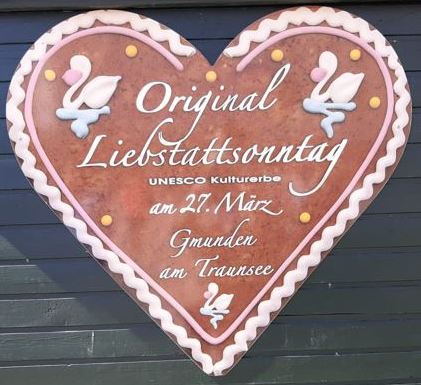 Original
Liebstattsonntag
UNESCO Kulturerbe
am 27. März
Gmunden
am Traunsee